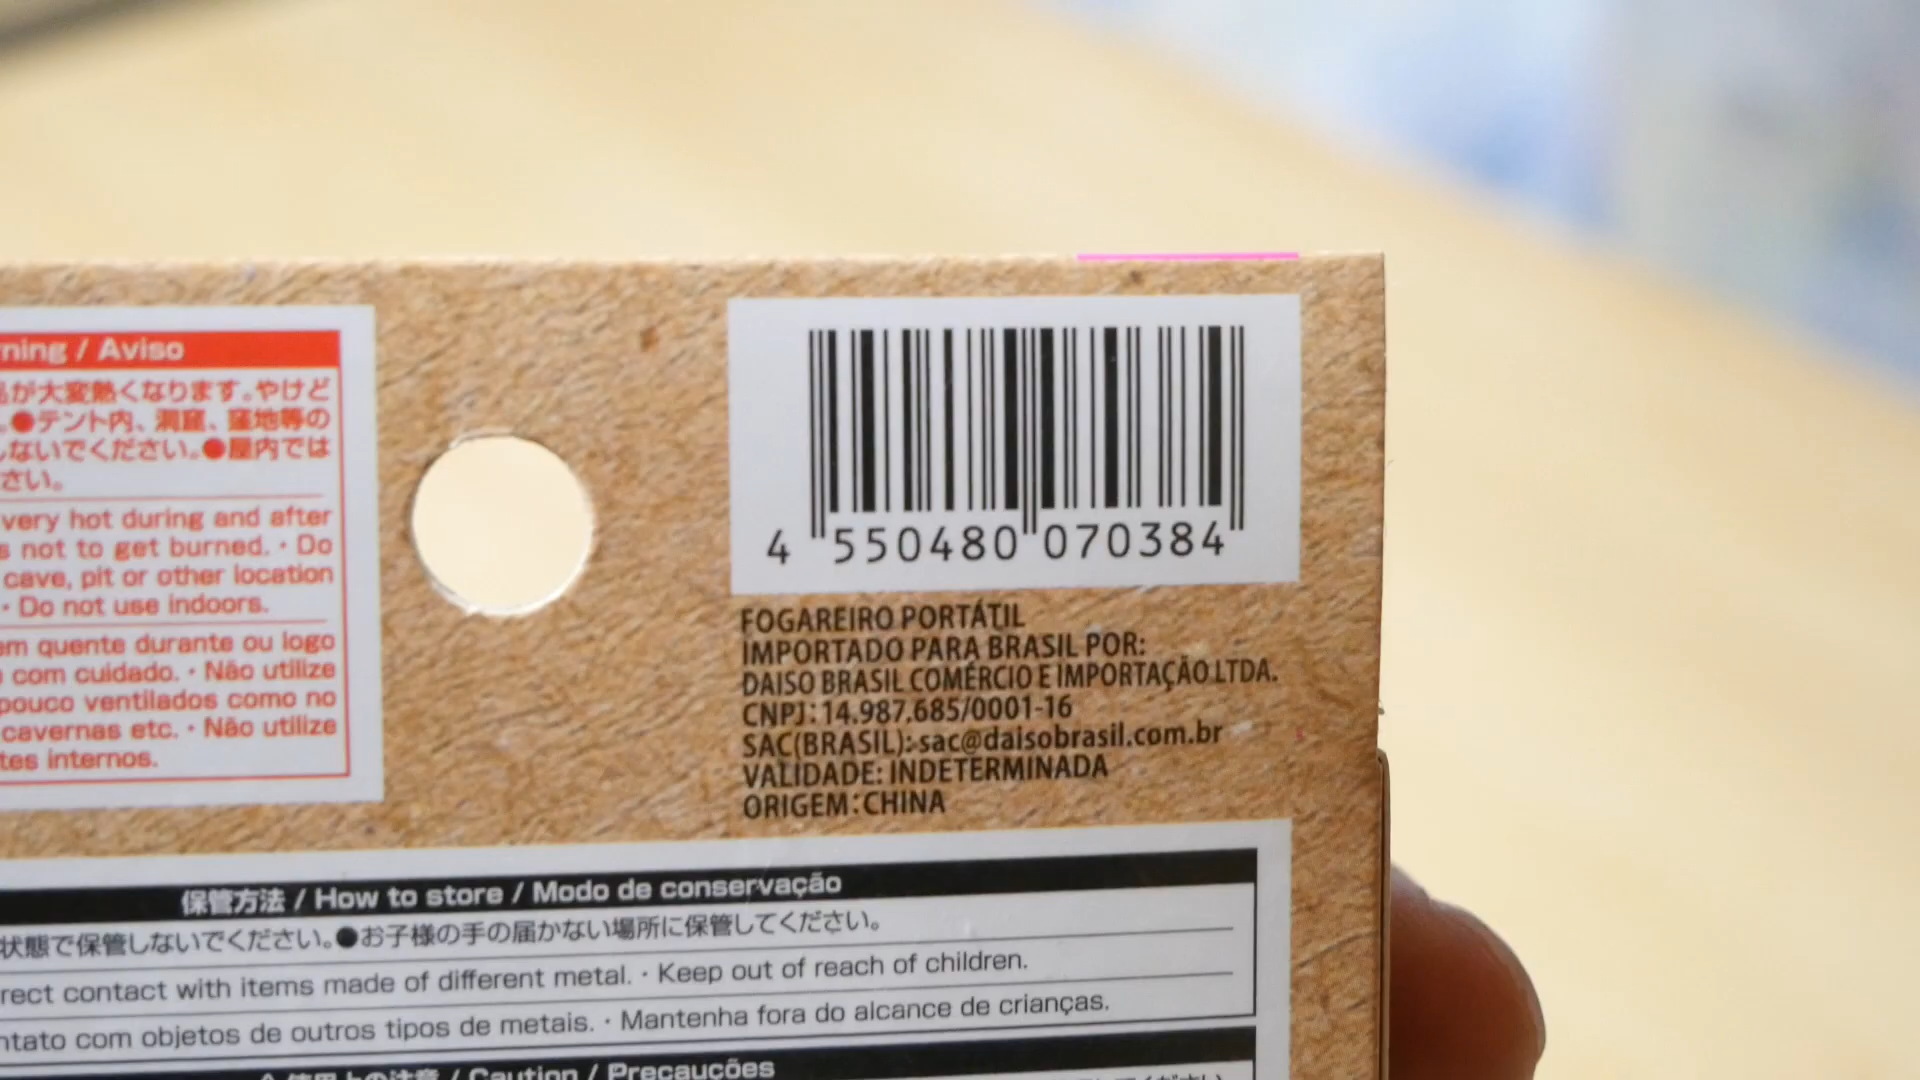 ning / Aviso
が大変熱くなります。やけど
。●テント内、洞窟、窪地等の
しないでください。●屋内では
さい。
very hot during and after
s not to get burned. · Do
cave, pit or other location
· Do not use indoors.
em quente durante ou logo
com cuidado. · Não utilize
pouco ventilados como no
cavernas etc. · Não utilize
tes internos.
4 550480 070384
FOGAREIRO PORTÁTIL
IMPORTADO PARA BRASIL POR:
DAISO BRASIL COMÉRCIO E IMPORTAÇÃO LTDA.
CNPJ: 14.987.685/0001-16
SAC(BRASIL): sac@daisobrasil.com.br
VALIDADE: INDETERMINADA
ORIGEM: CHINA
保管方法 / How to store / Modo de conservação
状態で保管しないでください。●お子様の手の届かない場所に保管してください。
rect contact with items made of different metal. · Keep out of reach of children.
ntato com objetos de outros tipos de metais. · Mantenha fora do alcance de crianças.
使用上の注意 / Caution / Precauções